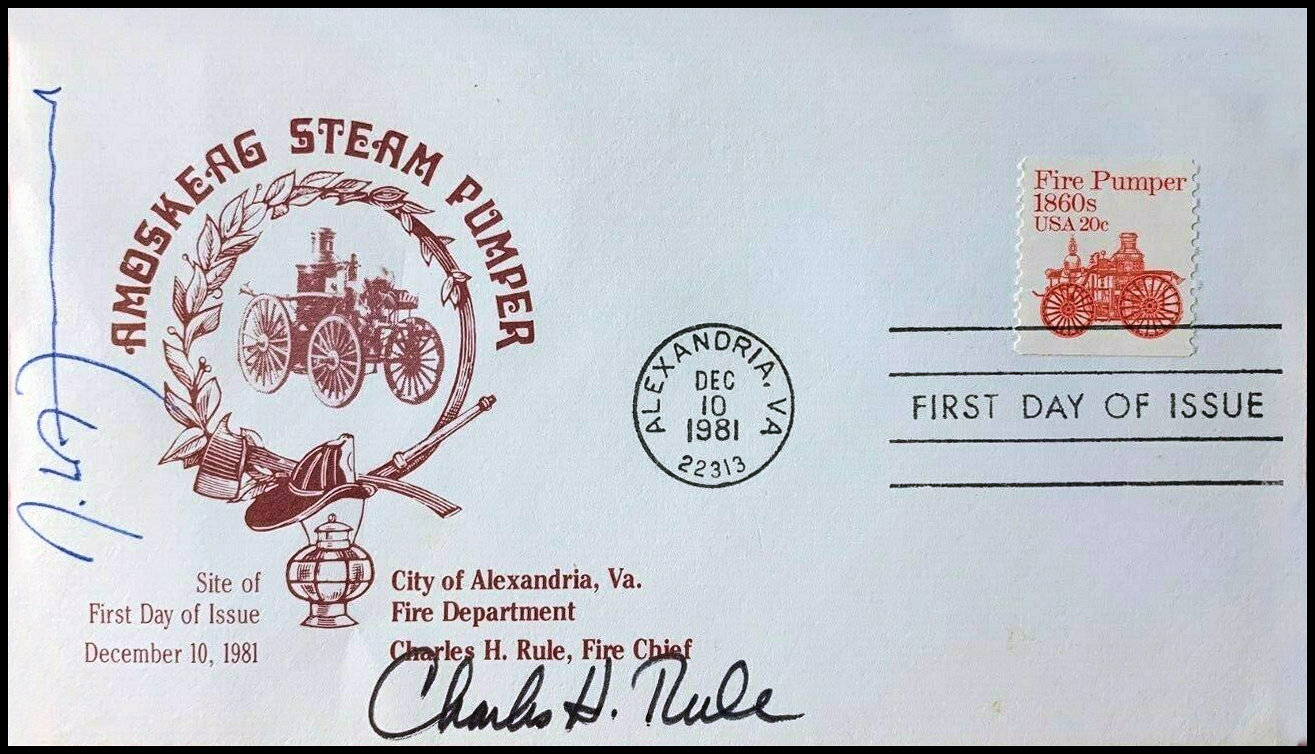 AMOSKEAG STEAM PUMPER
Fire Pumper
1860s
USA 20c
ALEXANDRIA, VA
DEC
10
1981
22313
FIRST DAY OF ISSUE
Site of
First Day of Issue
December 10, 1981
City of Alexandria, Va.
Fire Department
Charles H. Rule, Fire Chief
Charles H. Rule